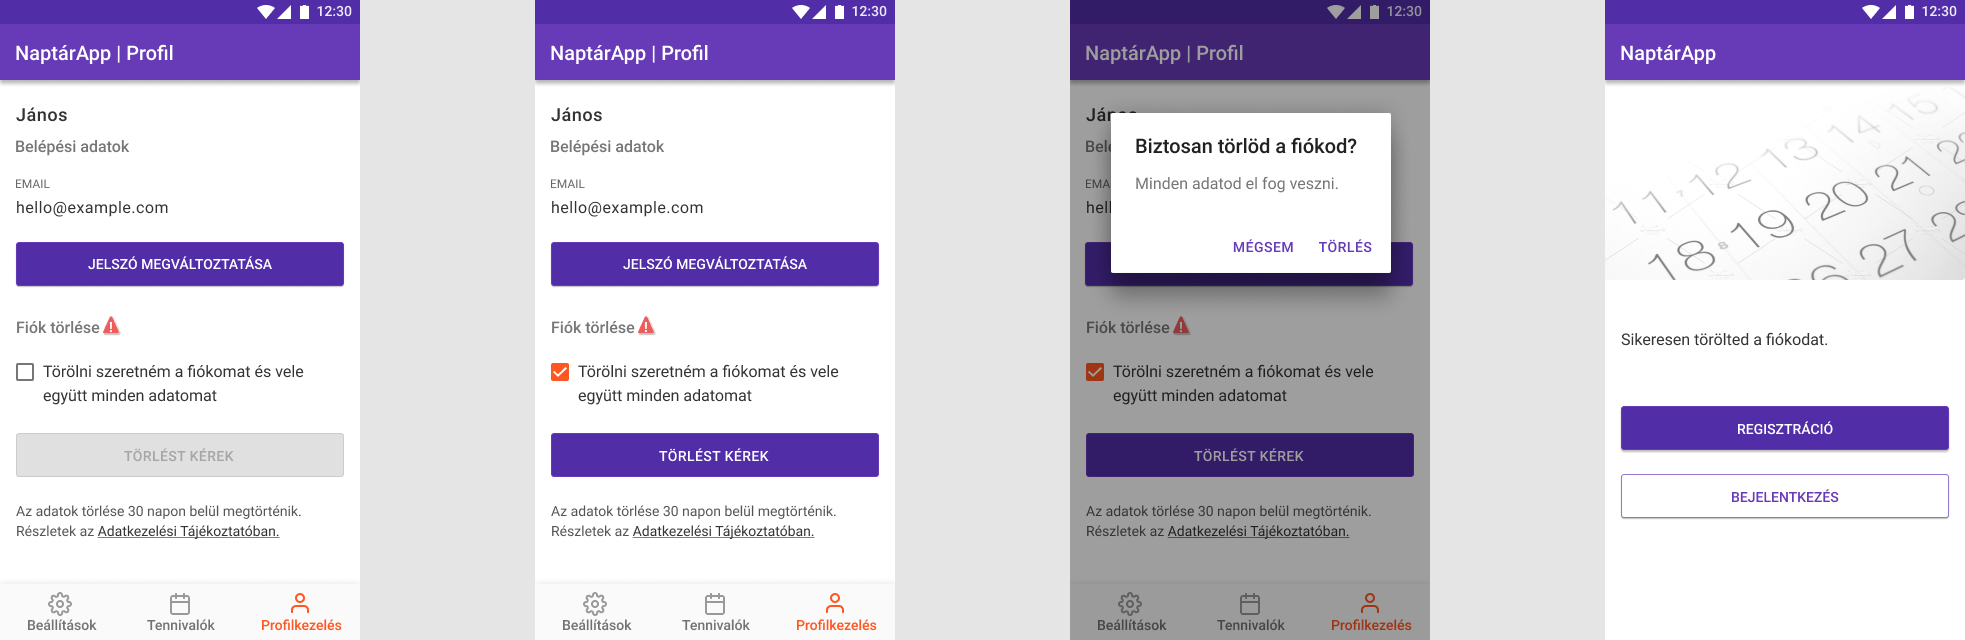 12:30
NaptárApp | Profil
János
Belépési adatok
EMAIL
hello@example.com
JELSZÓ MEGVÁLTOZTATÁSA
Fiók törlése
Törölni szeretném a fiókomat és vele
együtt minden adatomat
TÖRLÉST KÉREK
Az adatok törlése 30 napon belül megtörténik.
Részletek az Adatkezelési Tájékoztatóban.
Beállítások Tennivalók Profilkezelés
12:30
NaptárApp | Profil
János
Belépési adatok
EMAIL
hello@example.com
JELSZÓ MEGVÁLTOZTATÁSA
Fiók törlése
Törölni szeretném a fiókomat és vele
együtt minden adatomat
TÖRLÉST KÉREK
Az adatok törlése 30 napon belül megtörténik.
Részletek az Adatkezelési Tájékoztatóban.
Beállítások Tennivalók Profilkezelés
12:30
NaptárApp | Profil
Biztosan törlöd a fiókod?
Minden adatod el fog veszni.
MÉGSEM TÖRLÉS
Fiók törlése
Törölni szeretném a fiókomat és vele
együtt minden adatomat
TÖRLÉST KÉREK
Az adatok törlése 30 napon belül megtörténik.
Részletek az Adatkezelési Tájékoztatóban.
Beállítások Tennivalók Profilkezelés
12:30
NaptárApp
11 12 13 14 15
18 19 20 21
27
Sikeresen törölted a fiókodat.
REGISZTRÁCIÓ
BEJELENTKEZÉS